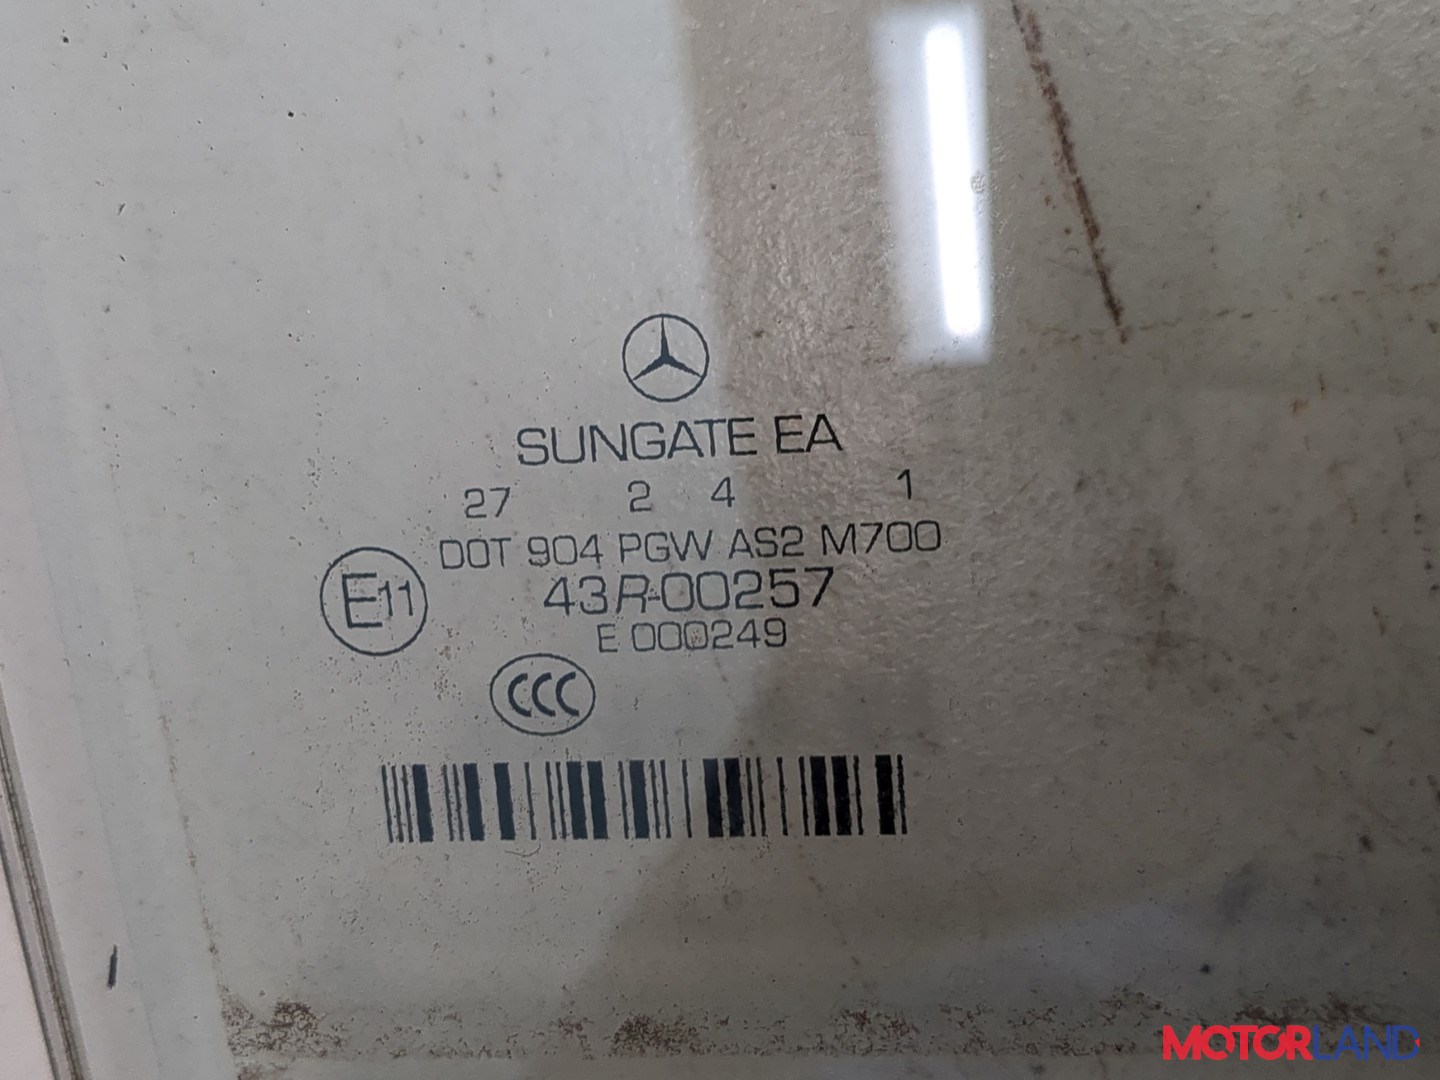 SUNGATE EA
27 2 4 1
DOT 904 PGW AS2 M700
E11 43R-00257
E 000249
CCC
MOTORLAND